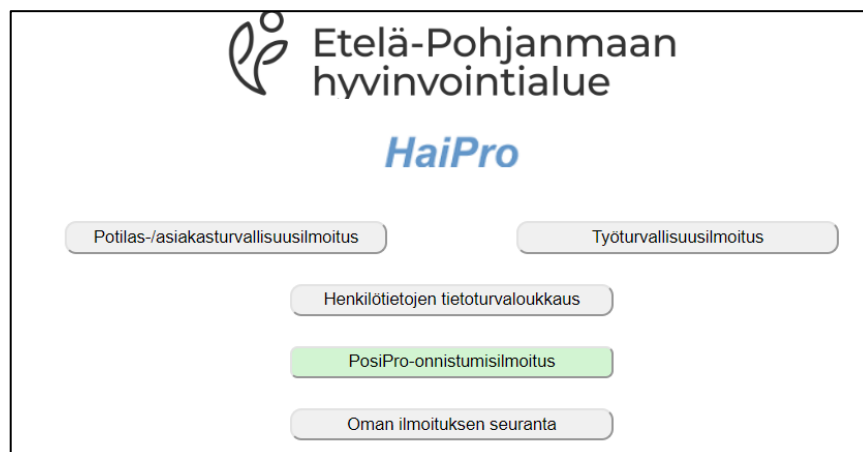 Etelä-Pohjanmaan
hyvinvointialue
HaiPro
Potilas-/asiakasturvallisuusilmoitus
Työturvallisuusilmoitus
Henkilötietojen tietoturvaloukkaus
PosiPro-onnistumisilmoitus
Oman ilmoituksen seuranta